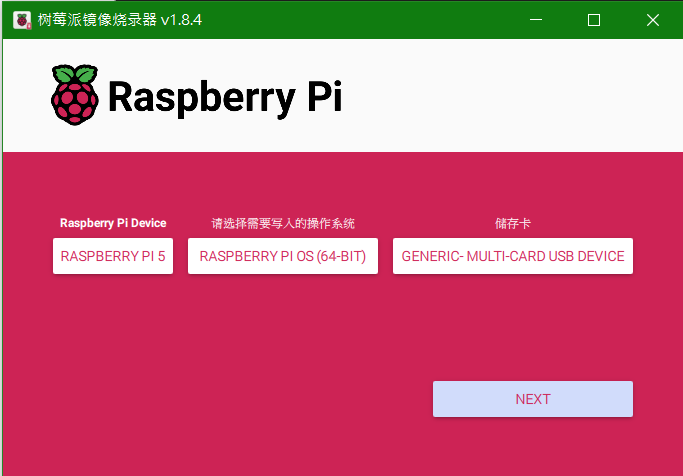 树莓派镜像烧录器 v1.8.4
Raspberry Pi
Raspberry Pi Device
请选择需要写入的操作系统
储存卡
RASPBERRY PI 5
RASPBERRY PI OS (64-BIT)
GENERIC- MULTI-CARD USB DEVICE
NEXT